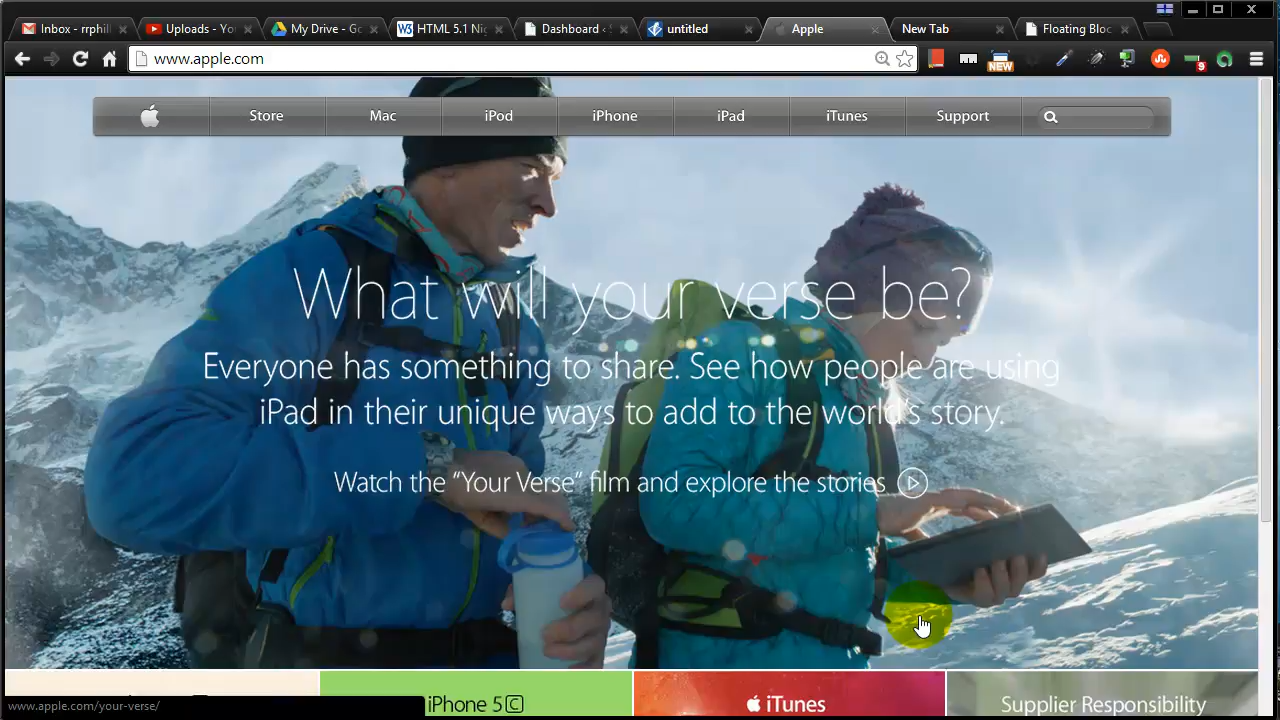 Inbox - rrphil
Uploads - Yo
My Drive - Go
HTML 5.1 Nig
Dashboard ‹
untitled
Apple
New Tab
Floating Bloc
www.apple.com
NEW
9
Store
Mac
iPod
iPhone
iPad
iTunes
Support
What will your verse be?
Everyone has something to share. See how people are using
iPad in their unique ways to add to the world's story.
Watch the “Your Verse” film and explore the stories
iPhone 5C
iTunes
Supplier Responsibility
www.apple.com/your-verse/